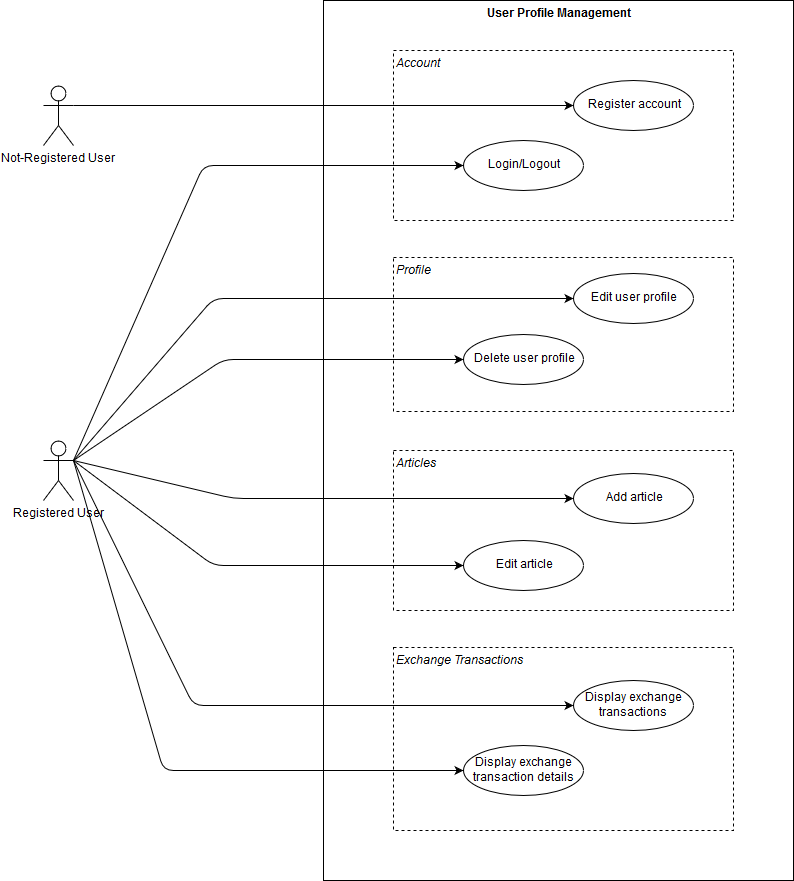 User Profile Management
Account
Register account
Not-Registered User
Login/Logout
Profile
Edit user profile
Delete user profile
Articles
Add article
Registered User
Edit article
Exchange Transactions
Display exchange
transactions
Display exchange
transaction details